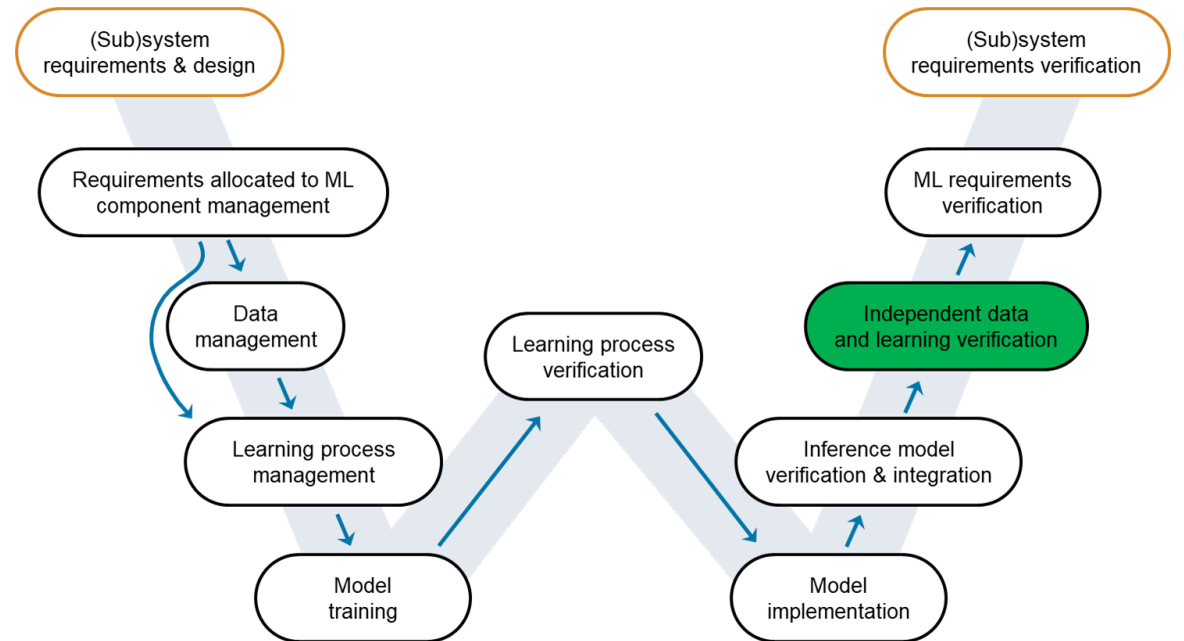 (Sub)system
requirements & design
(Sub)system
requirements verification
Requirements allocated to ML
component management
ML requirements
verification
Data
management
Independent data
and learning verification
Learning process
verification
Learning process
management
Inference model
verification & integration
Model
training
Model
implementation